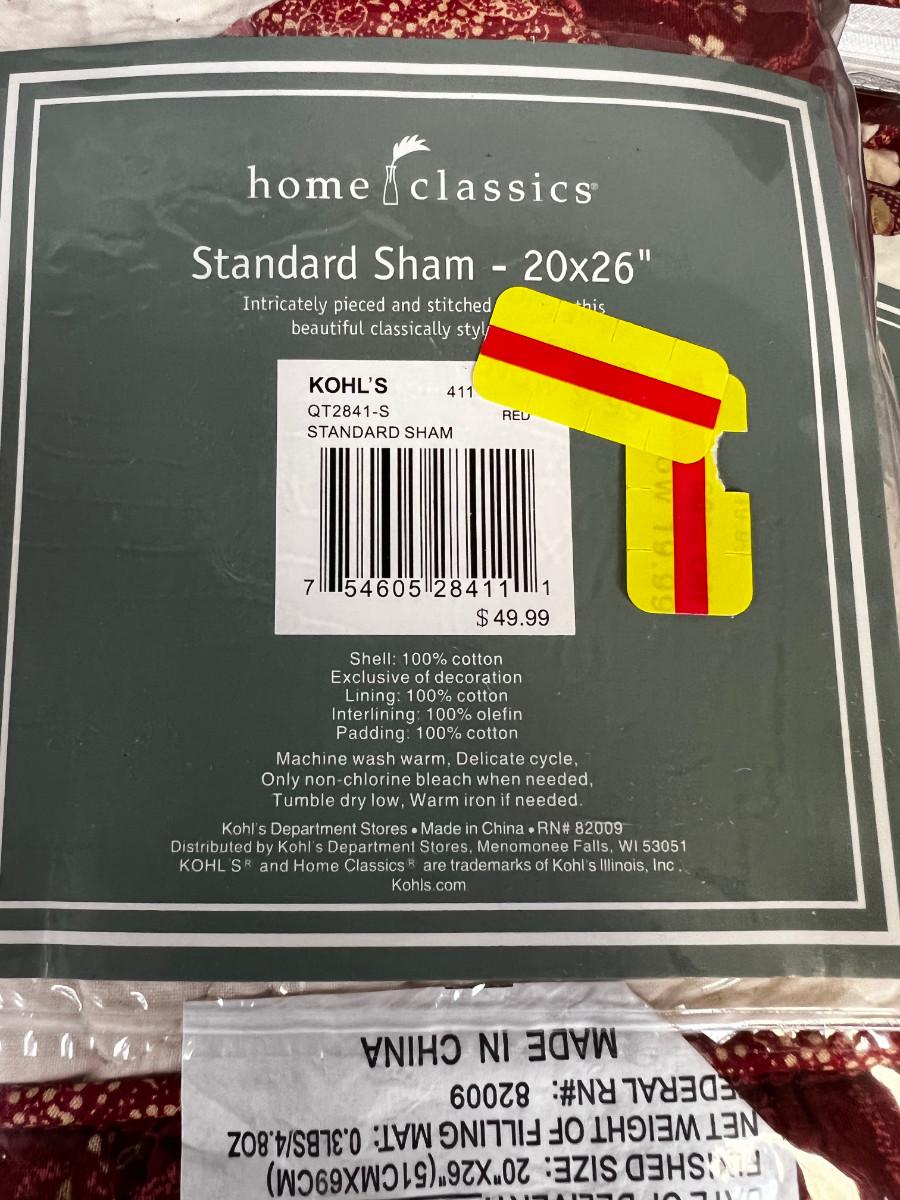 home classics®
Standard Sham - 20x26"
Intricately pieced and stitched this
beautiful classically
KOHL'S 411
QT2841-S RED
STANDARD SHAM
7 54605 28411 1
$ 49.99
19.99
Shell: 100% cotton
Exclusive of decoration
Lining: 100% cotton
Interlining: 100% olefin
Padding: 100% cotton
Machine wash warm, Delicate cycle,
Only non-chlorine bleach when needed,
Tumble dry low, Warm iron if needed.
Kohl's Department Stores • Made in China • RN# 82009
Distributed by Kohl's Department Stores, Menomonee Falls, WI 53051
KOHL'S® and Home Classics® are trademarks of Kohl's Illinois, Inc.
Kohls.com
FINISHED SIZE: 20"X26"(51CMX69CM)
NET WEIGHT OF FILLING MAT: 0.3LBS/4.8OZ
FEDERAL RN#: 82009
MADE IN CHINA